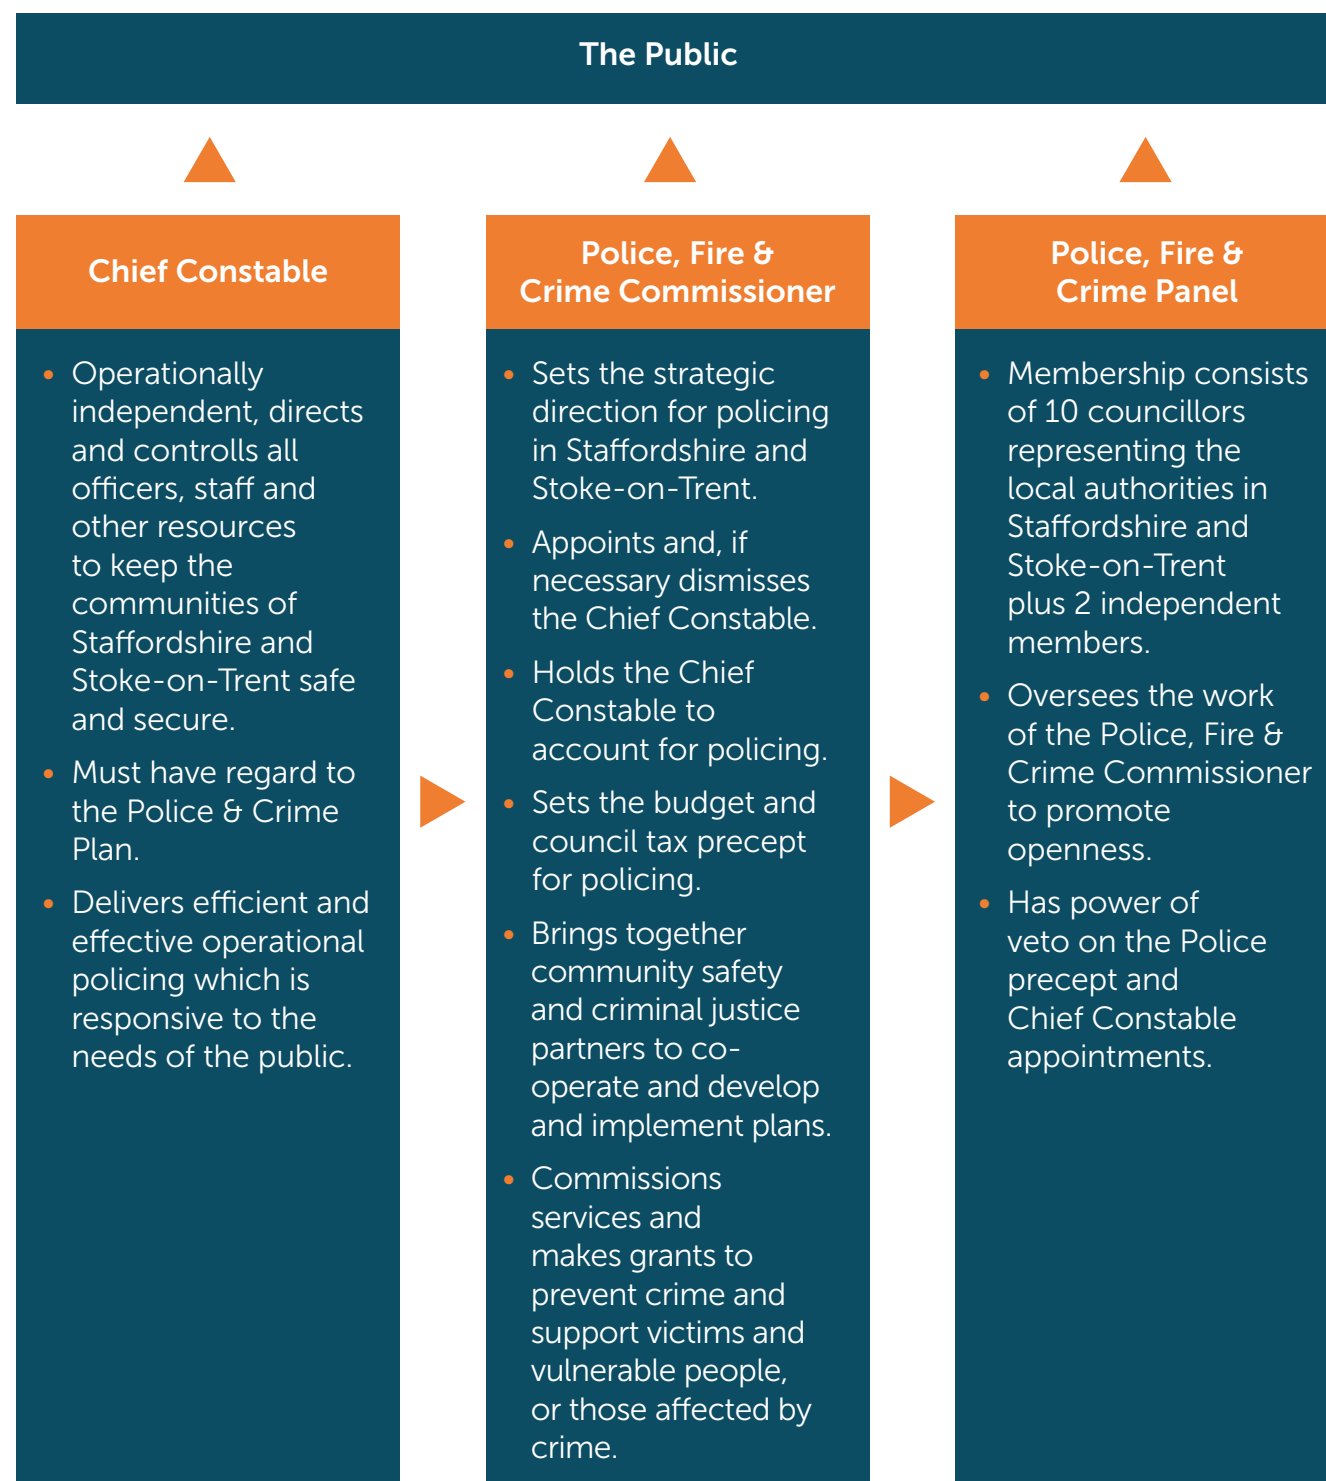 The Public
Chief Constable
• Operationally
independent, directs
and controlls all
officers, staff and
other resources
to keep the
communities of
Staffordshire and
Stoke-on-Trent safe
and secure.
• Must have regard to
the Police & Crime
Plan.
• Delivers efficient and
effective operational
policing which is
responsive to the
needs of the public.
Police, Fire &
Crime Commissioner
• Sets the strategic
direction for policing
in Staffordshire and
Stoke-on-Trent.
• Appoints and, if
necessary dismisses
the Chief Constable.
• Holds the Chief
Constable to
account for policing.
• Sets the budget and
council tax precept
for policing.
• Brings together
community safety
and criminal justice
partners to co-
operate and develop
and implement plans.
• Commissions
services and
makes grants to
prevent crime and
support victims and
vulnerable people,
or those affected by
crime.
Police, Fire &
Crime Panel
• Membership consists
of 10 councillors
representing the
local authorities in
Staffordshire and
Stoke-on-Trent
plus 2 independent
members.
• Oversees the work
of the Police, Fire &
Crime Commissioner
to promote
openness.
• Has power of
veto on the Police
precept and
Chief Constable
appointments.